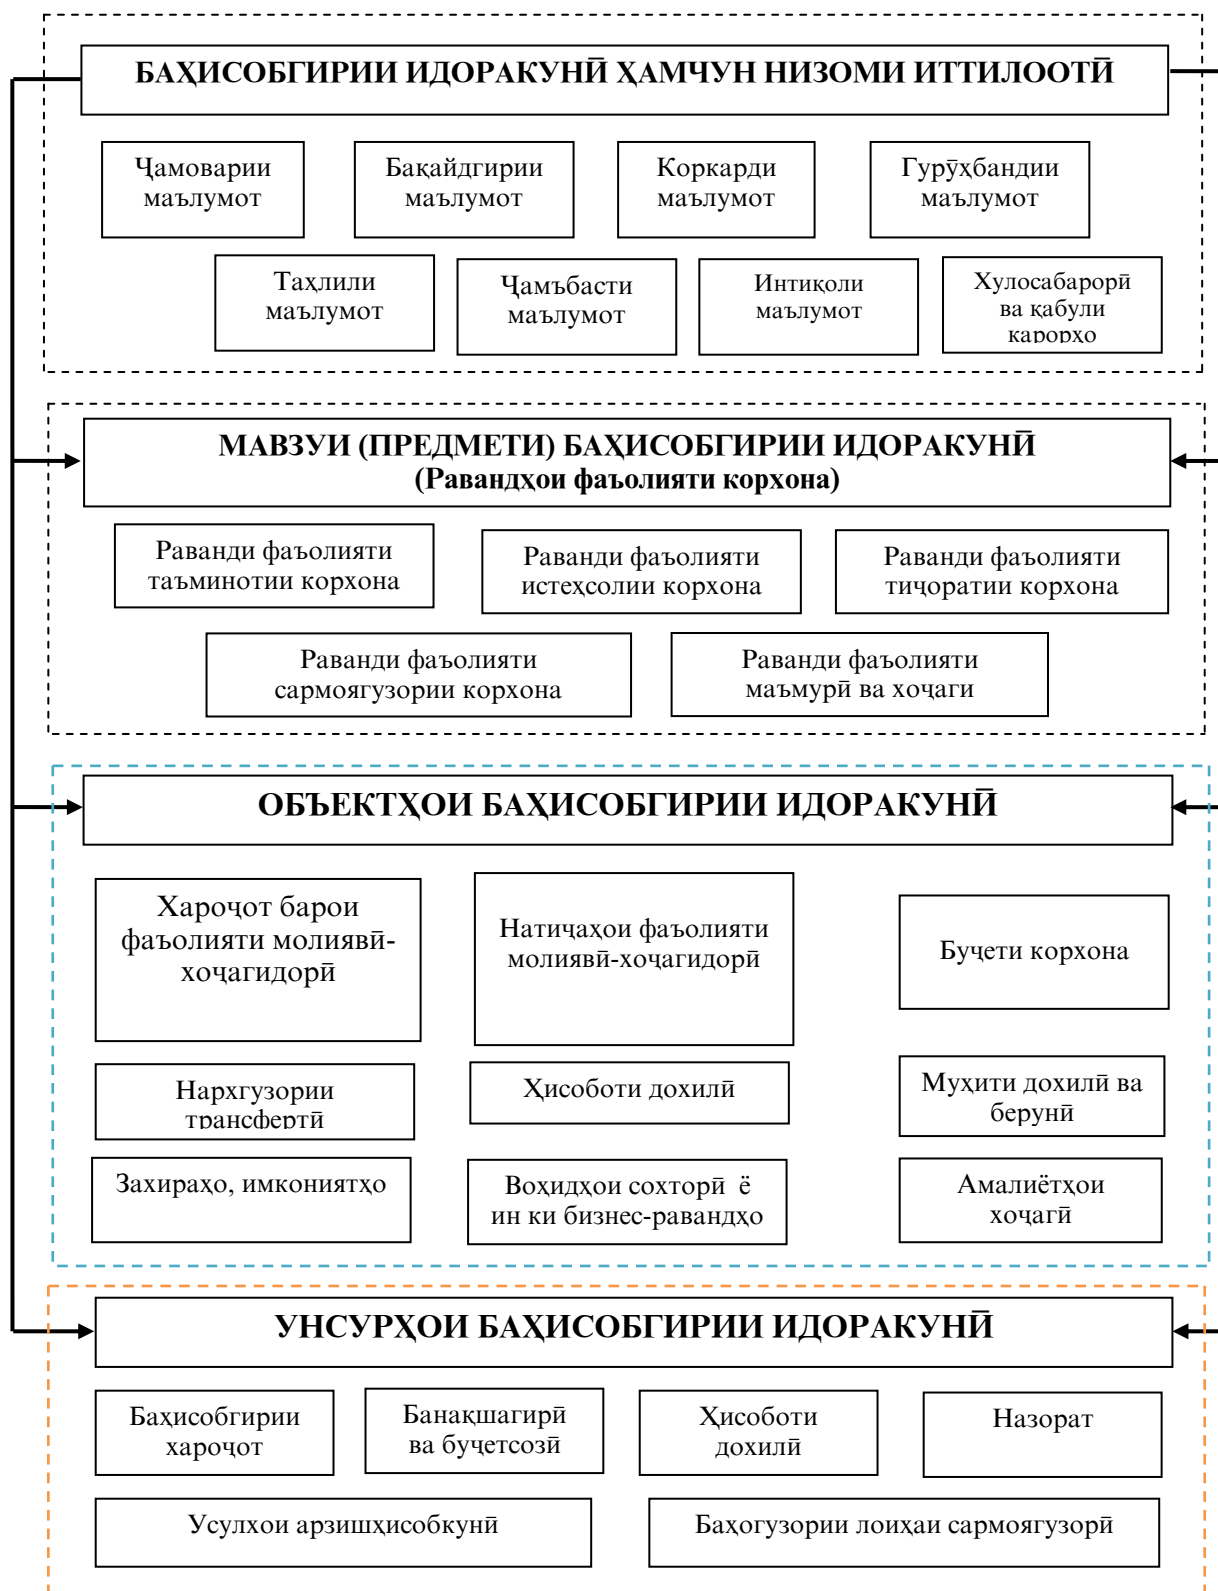 БАҲИСОБГИРИИ ИДОРАКУНӢ ҲАМЧУН НИЗОМИ ИТТИЛООТӢ
Ҷамоварии
маълумот
Бақайдгирии
маълумот
Коркарди
маълумот
Гурӯҳбандии
маълумот
Таҳлили
маълумот
Ҷамъбасти
маълумот
Интиқоли
маълумот
Хулосабарорӣ
ва қабули
қарорҳо
МАВЗУИ (ПРЕДМЕТИ) БАҲИСОБГИРИИ ИДОРАКУНӢ
(Равандҳои фаъолияти корхона)
Раванди фаъолияти
таъминотии корхона
Раванди фаъолияти
истеҳсолии корхона
Раванди фаъолияти
тиҷоратии корхона
Раванди фаъолияти
сармоягузории корхона
Раванди фаъолияти
маъмурӣ ва хоҷаги
ОБЪЕКТҲОИ БАҲИСОБГИРИИ ИДОРАКУНӢ
Хароҷот барои
фаъолияти молиявӣ-
хоҷагидорӣ
Натиҷаҳои фаъолияти
молиявӣ-хоҷагидорӣ
Буҷети корхона
Нархгузории
трансфертӣ
Ҳисоботи дохилӣ
Муҳити дохилӣ ва
берунӣ
Захираҳо, имкониятҳо
Воҳидҳои сохторӣ ё
ин ки бизнес-равандҳо
Амалиётҳои
хоҷагӣ
УНСУРҲОИ БАҲИСОБГИРИИ ИДОРАКУНӢ
Баҳисобгирии
хароҷот
Банақшагирӣ
ва буҷетсозӣ
Ҳисоботи
дохилӣ
Назорат
Усулҳои арзишҳисобкунӣ
Баҳогузории лоиҳаи сармоягузорӣ